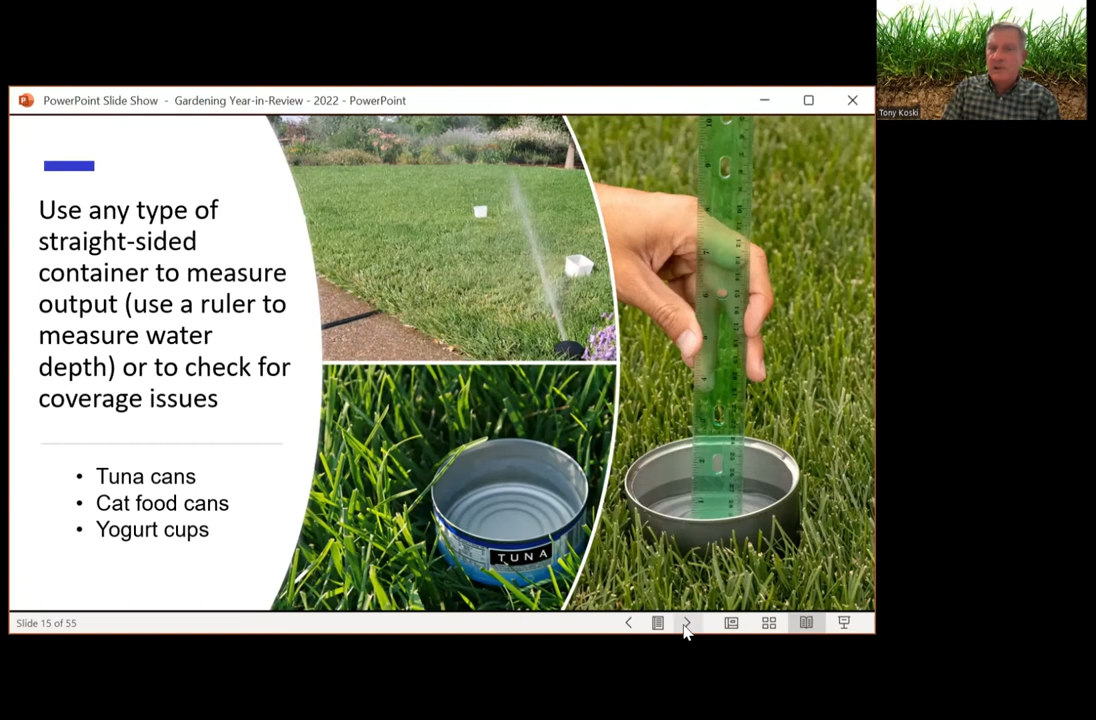 PowerPoint Slide Show - Gardening Year-in-Review - 2022 - PowerPoint
Tony Koski
Use any type of
straight-sided
container to measure
output (use a ruler to
measure water
depth) or to check for
coverage issues
• Tuna cans
• Cat food cans
• Yogurt cups
TUNA
Slide 15 of 55